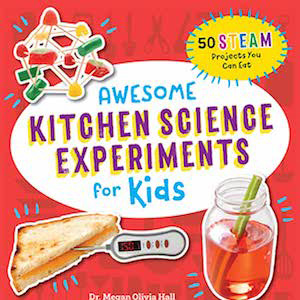 50 STEAM
Projects You
Can Eat
AWESOME
KITCHEN SCIENCE
EXPERIMENTS
for Kids
Dr. Megan Olivia Hall